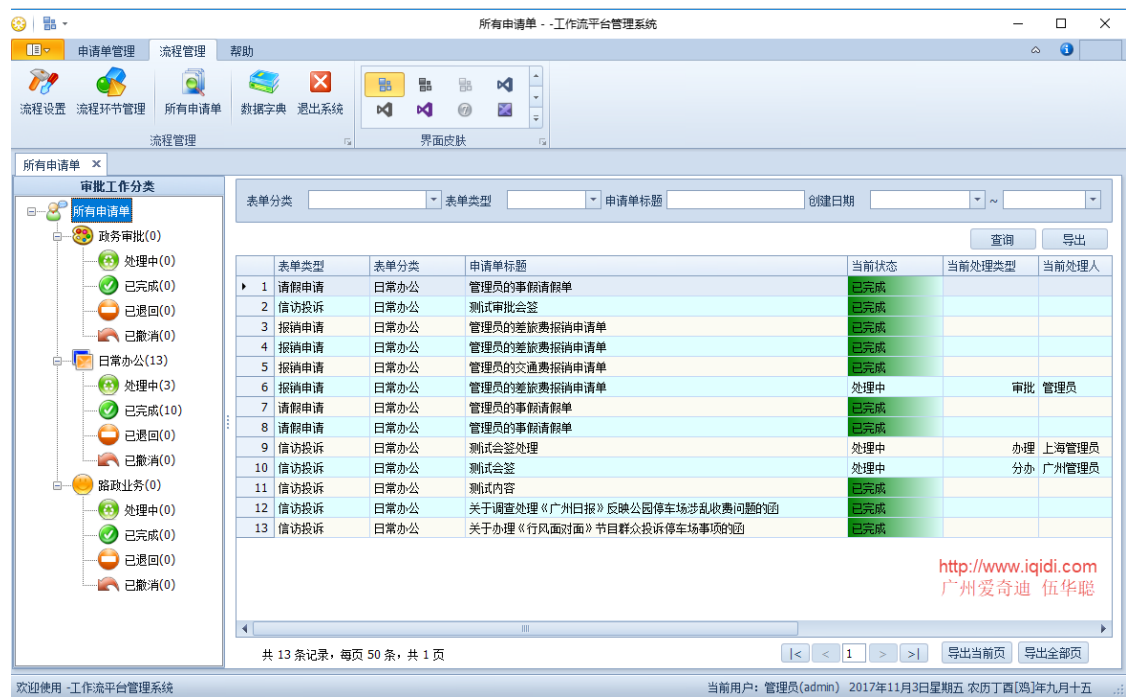 所有申请单 - -工作流平台管理系统
申请单管理 流程管理 帮助
流程设置 流程环节管理 所有申请单 数据字典 退出系统
流程管理 界面皮肤
所有申请单
审批工作分类
所有申请单
政务审批(0)
处理中(0)
已完成(0)
已退回(0)
已撤消(0)
日常办公(13)
处理中(3)
已完成(10)
已退回(0)
已撤消(0)
路政业务(0)
处理中(0)
已完成(0)
已退回(0)
已撤消(0)
表单分类 表单类型 申请单标题 创建日期 ~
查询 导出
表单类型 表单分类 申请单标题 当前状态 当前处理类型 当前处理人
1 请假申请 日常办公 管理员的事假请假单 已完成
2 信访投诉 日常办公 测试审批会签 已完成
3 报销申请 日常办公 管理员的差旅费报销申请单 已完成
4 报销申请 日常办公 管理员的差旅费报销申请单 已完成
5 报销申请 日常办公 管理员的交通费报销申请单 已完成
6 报销申请 日常办公 管理员的差旅费报销申请单 处理中 审批 管理员
7 请假申请 日常办公 管理员的事假请假单 已完成
8 请假申请 日常办公 管理员的事假请假单 已完成
9 信访投诉 日常办公 测试会签处理 处理中 办理 上海管理员
10 信访投诉 日常办公 测试会签 处理中 分办 广州管理员
11 信访投诉 日常办公 测试内容 已完成
12 信访投诉 日常办公 关于调查处理《广州日报》反映公园停车场涉乱收费问题的函 已完成
13 信访投诉 日常办公 关于办理《行风面对面》节目群众投诉停车场事项的函 已完成
http://www.iqidi.com
广州爱奇迪 伍华聪
共 13 条记录，每页 50 条，共 1 页 |< < 1 > >| 导出当前页 导出全部页
欢迎使用 -工作流平台管理系统 当前用户：管理员(admin) 2017年11月3日星期五 农历丁酉[鸡]年九月十五